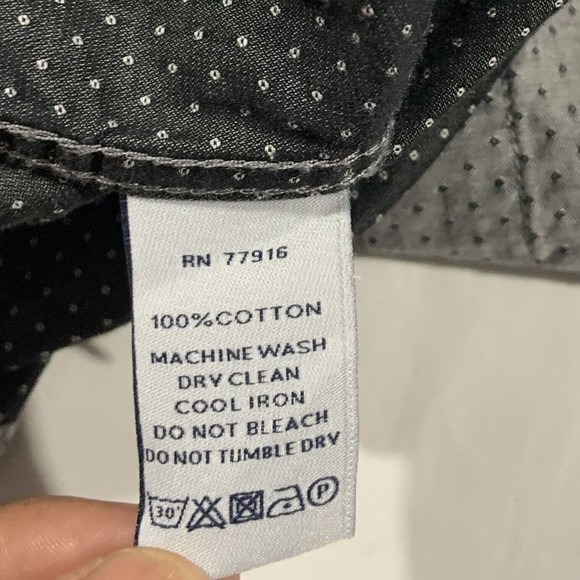 RN 77916
100%COTTON
MACHINE WASH
DRY CLEAN
COOL IRON
DO NOT BLEACH
DO NOT TUMBLE DRY
30° P